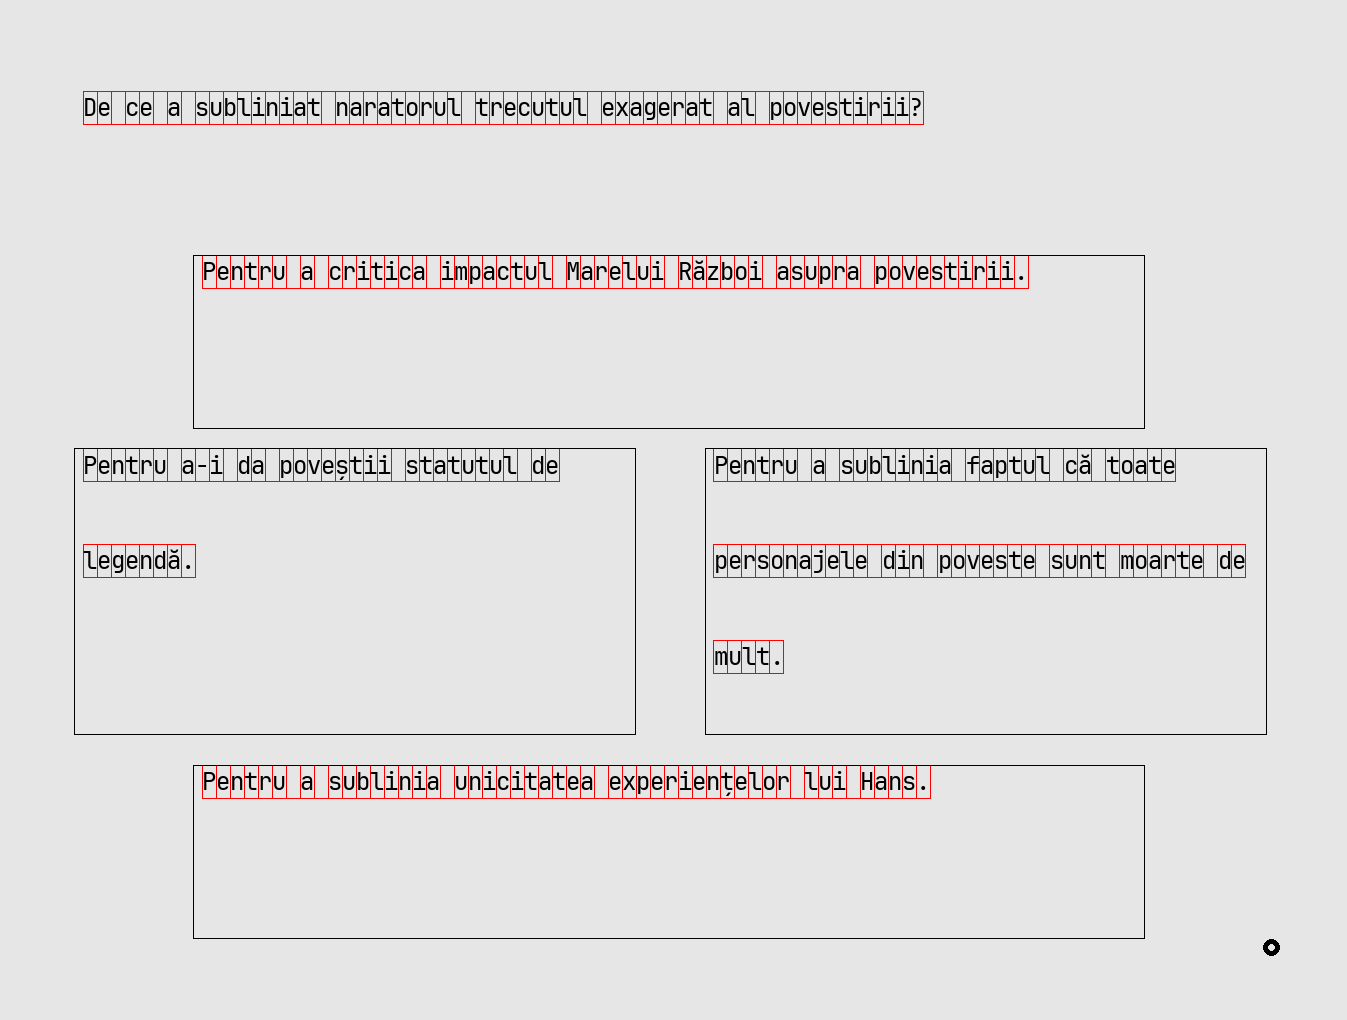 De ce a subliniat naratorul trecutul exagerat al povestirii?
Pentru a critica impactul Marelui Război asupra povestirii.
Pentru a-i da poveștii statutul de
legendă.
Pentru a sublinia faptul că toate
personajele din poveste sunt moarte de
mult.
Pentru a sublinia unicitatea experiențelor lui Hans.